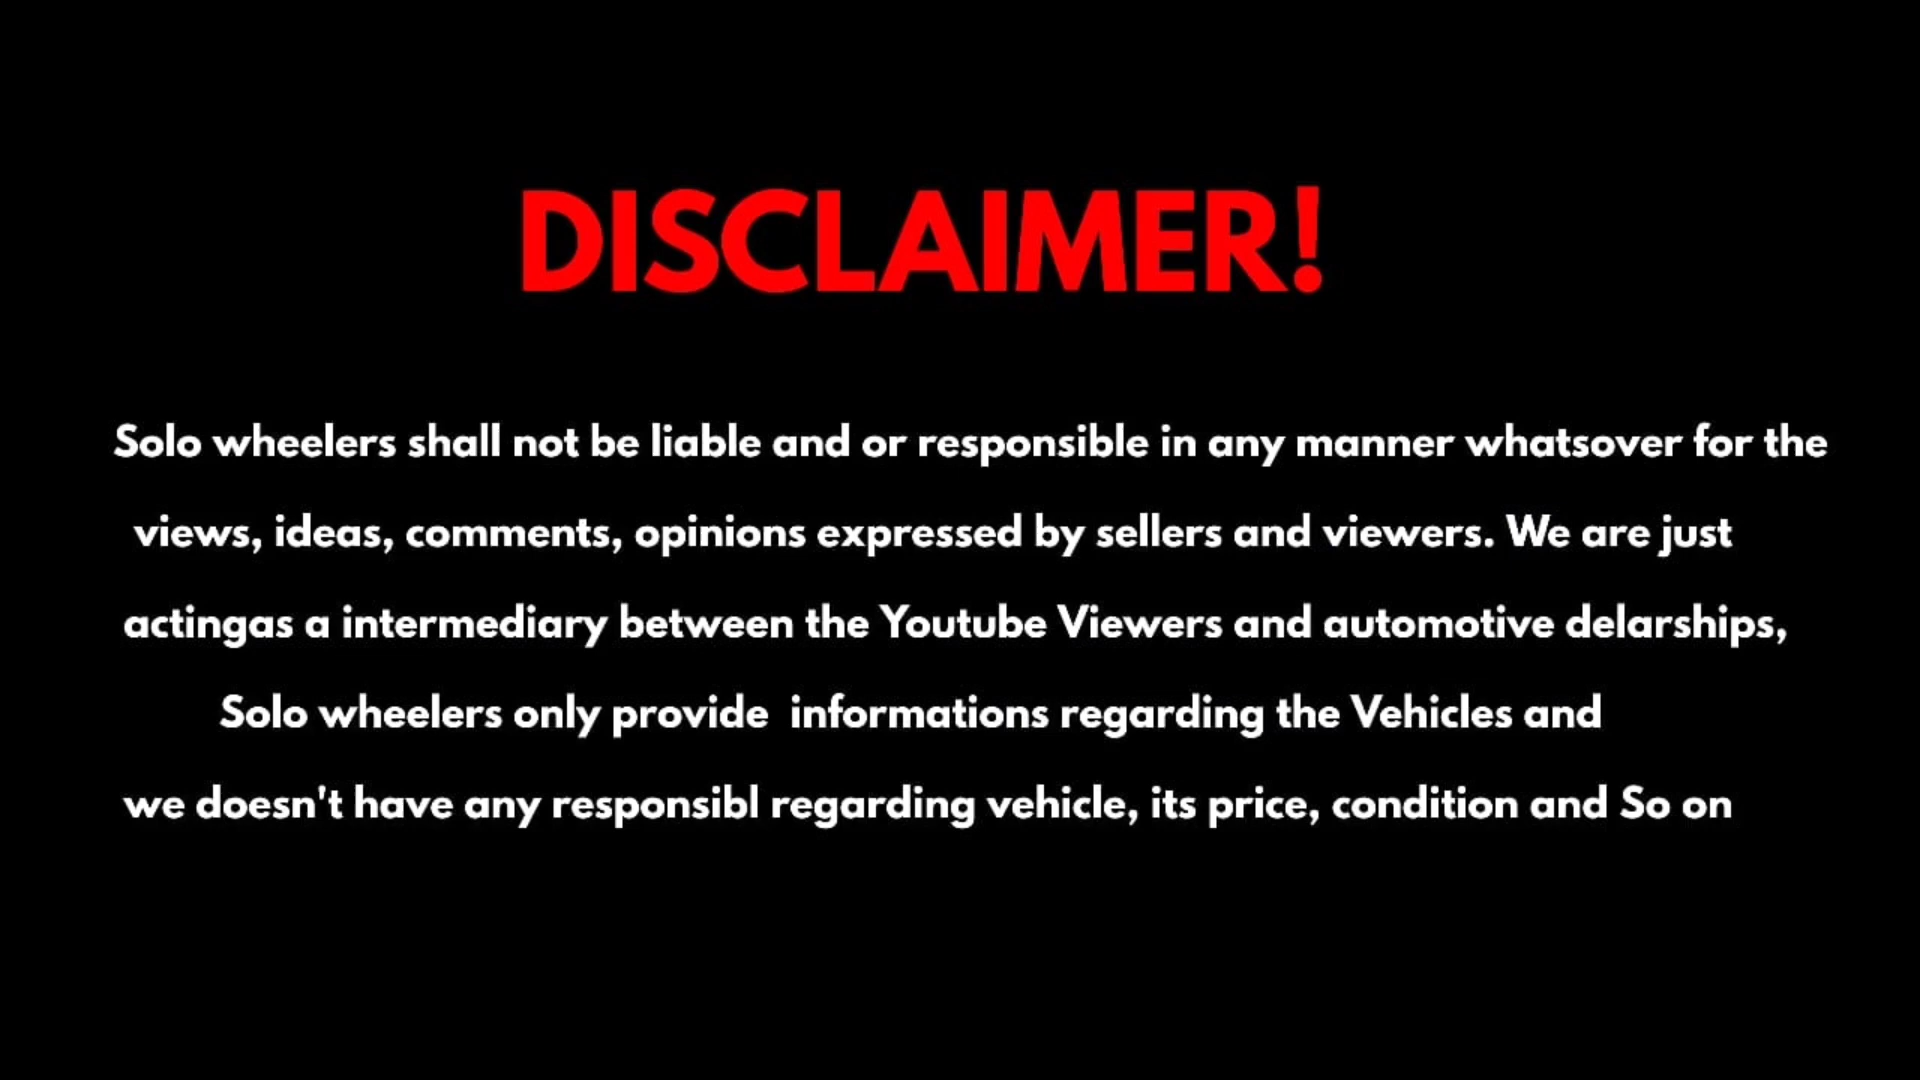 DISCLAIMER!
Solo wheelers shall not be liable and or responsible in any manner whatsover for the
views, ideas, comments, opinions expressed by sellers and viewers. We are just
actingas a intermediary between the Youtube Viewers and automotive delarships,
Solo wheelers only provide  informations regarding the Vehicles and
we doesn't have any responsibl regarding vehicle, its price, condition and So on